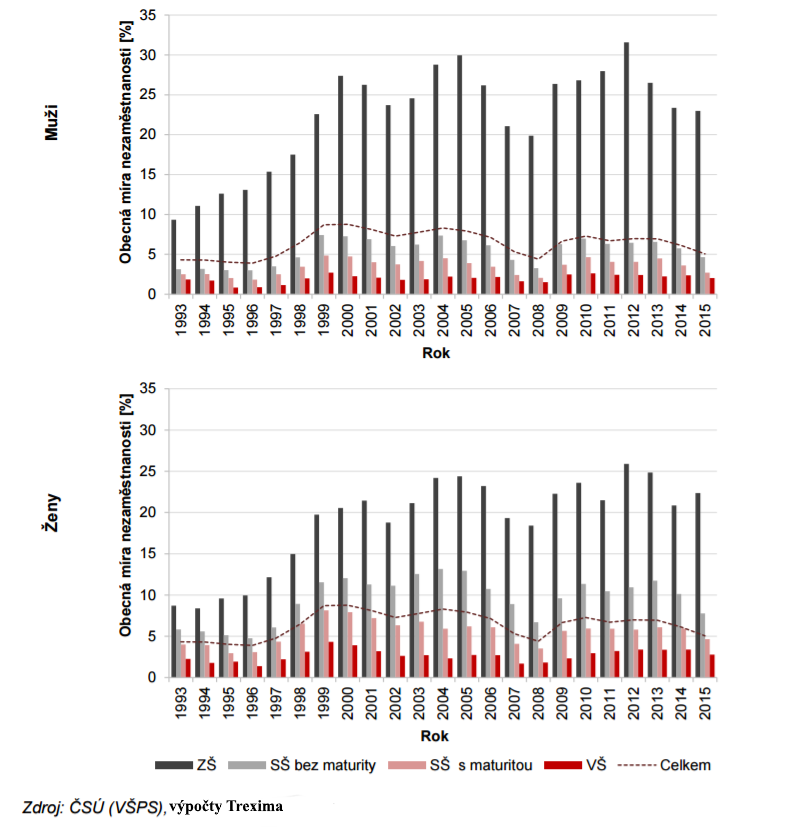 Muži
Obecná míra nezaměstnanosti [%]
35
30
25
20
15
10
5
0
1993 1994 1995 1996 1997 1998 1999 2000 2001 2002 2003 2004 2005 2006 2007 2008 2009 2010 2011 2012 2013 2014 2015
Rok
Ženy
Obecná míra nezaměstnanosti [%]
35
30
25
20
15
10
5
0
1993 1994 1995 1996 1997 1998 1999 2000 2001 2002 2003 2004 2005 2006 2007 2008 2009 2010 2011 2012 2013 2014 2015
Rok
ZŠ SŠ bez maturity SŠ s maturitou VŠ Celkem
Zdroj: ČSÚ (VŠPS), výpočty Trexima